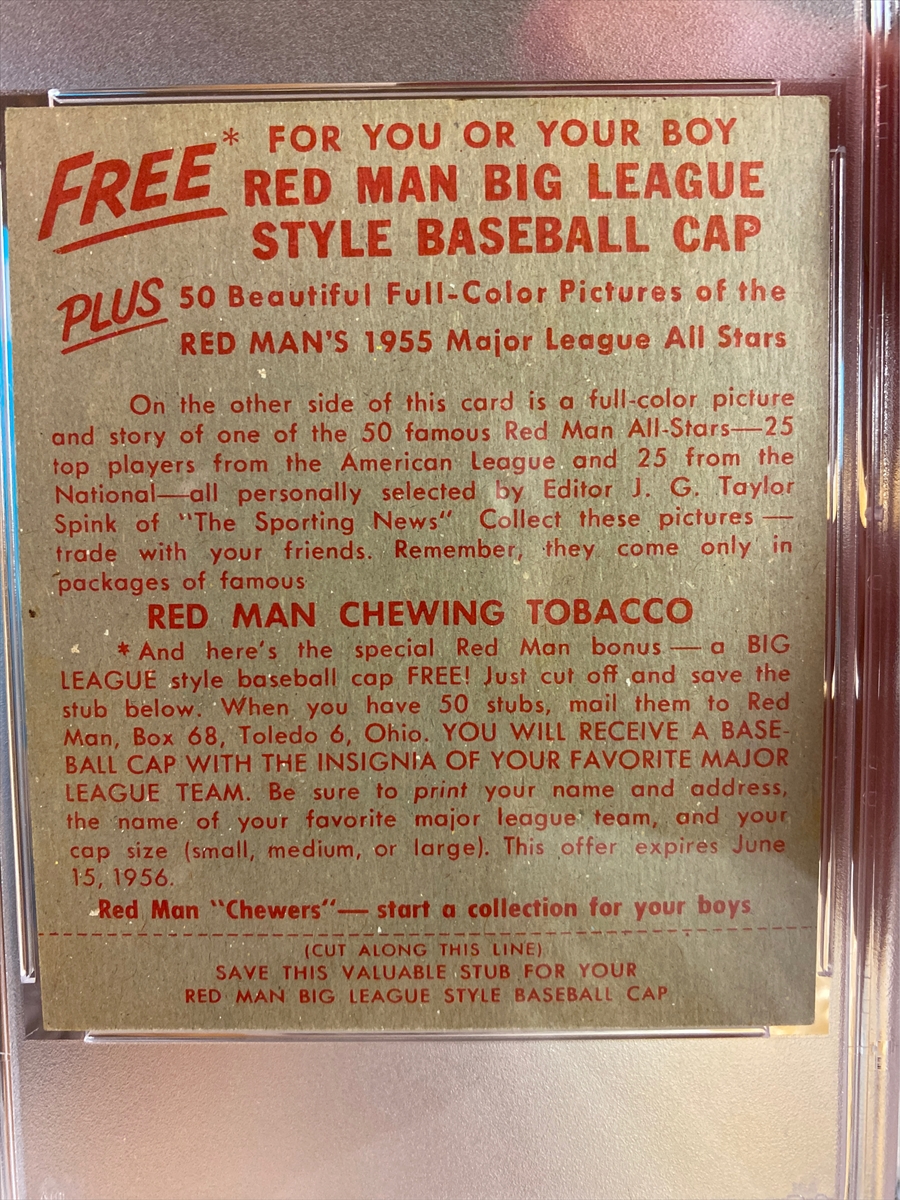 FREE* FOR YOU OR YOUR BOY
RED MAN BIG LEAGUE
STYLE BASEBALL CAP
PLUS 50 Beautiful Full-Color Pictures of the
RED MAN'S 1955 Major League All Stars
On the other side of this card is a full-color picture
and story of one of the 50 famous Red Man All-Stars—25
top players from the American League and 25 from the
National—all personally selected by Editor J. G. Taylor
Spink of "The Sporting News" Collect these pictures —
trade with your friends. Remember, they come only in
packages of famous
RED MAN CHEWING TOBACCO
*And here's the special Red Man bonus — a BIG
LEAGUE style baseball cap FREE! Just cut off and save the
stub below. When you have 50 stubs, mail them to Red
Man, Box 68, Toledo 6, Ohio. YOU WILL RECEIVE A BASE-
BALL CAP WITH THE INSIGNIA OF YOUR FAVORITE MAJOR
LEAGUE TEAM. Be sure to print your name and address,
the name of your favorite major league team, and your
cap size (small, medium, or large). This offer expires June
15, 1956.
Red Man "Chewers"— start a collection for your boys
(CUT ALONG THIS LINE)
SAVE THIS VALUABLE STUB FOR YOUR
RED MAN BIG LEAGUE STYLE BASEBALL CAP